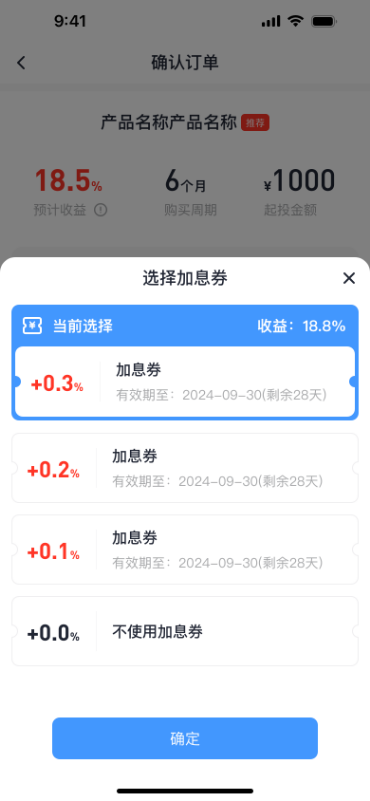 9:41
确认订单
产品名称产品名称 推荐
18.5% 6个月 ¥1000
预计收益 购买周期 起投金额
选择加息券
当前选择 收益：18.8%
+0.3%
加息券
有效期至：2024-09-30(剩余28天)
+0.2%
加息券
有效期至：2024-09-30(剩余28天)
+0.1%
加息券
有效期至：2024-09-30(剩余28天)
+0.0%
不使用加息券
确定